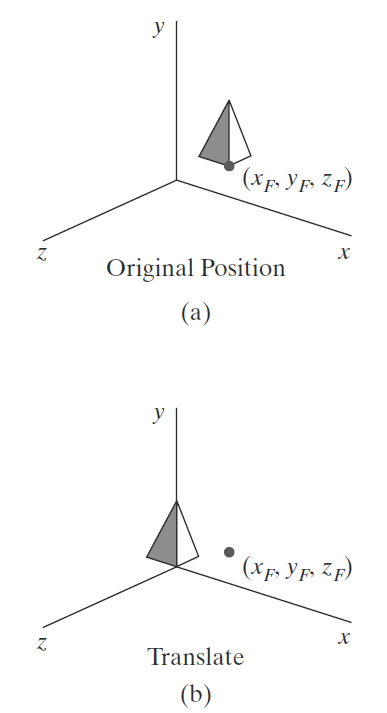 y
(x_F, y_F, z_F)
z
x
Original Position
(a)
y
(x_F, y_F, z_F)
z
x
Translate
(b)